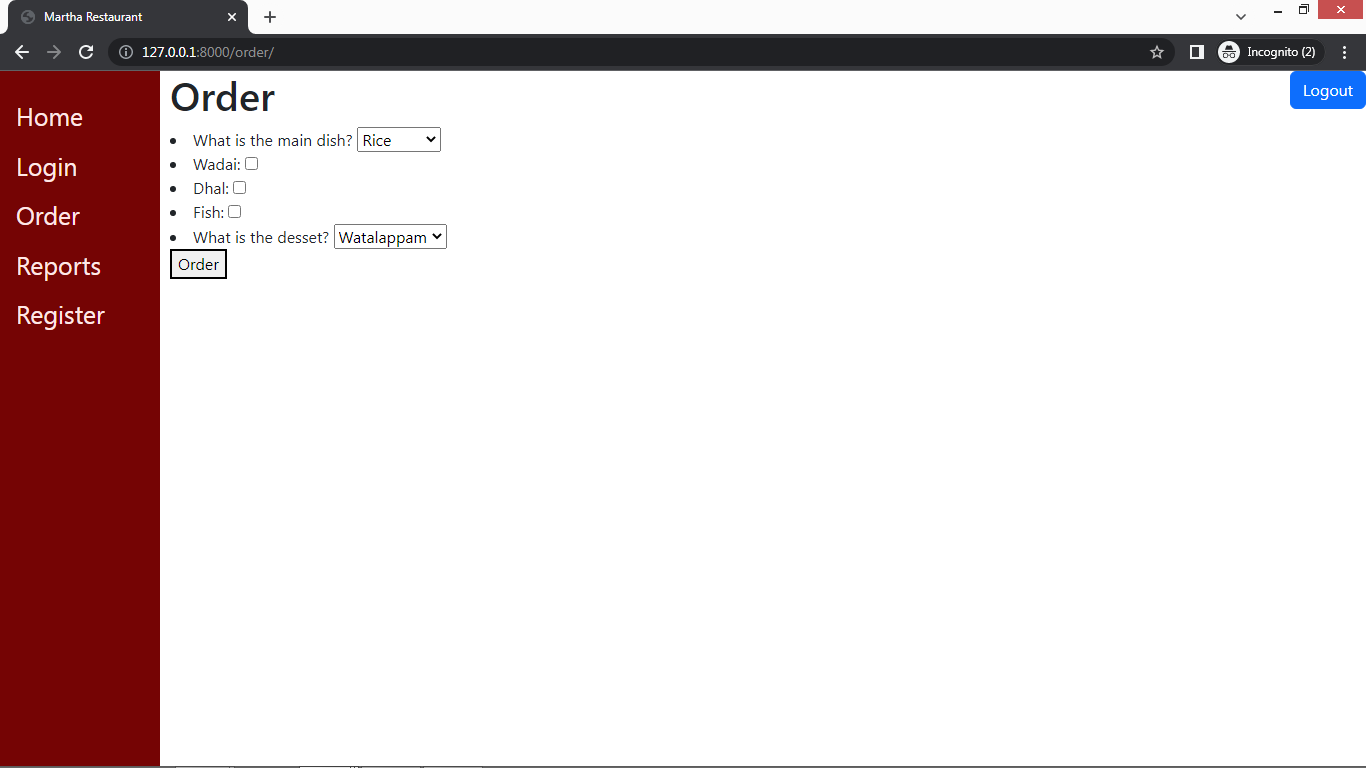 Martha Restaurant
127.0.0.1:8000/order/
Incognito (2)
Home
Login
Order
Reports
Register
Logout
Order
What is the main dish? Rice
Wadai:
Dhal:
Fish:
What is the desset? Watalappam
Order